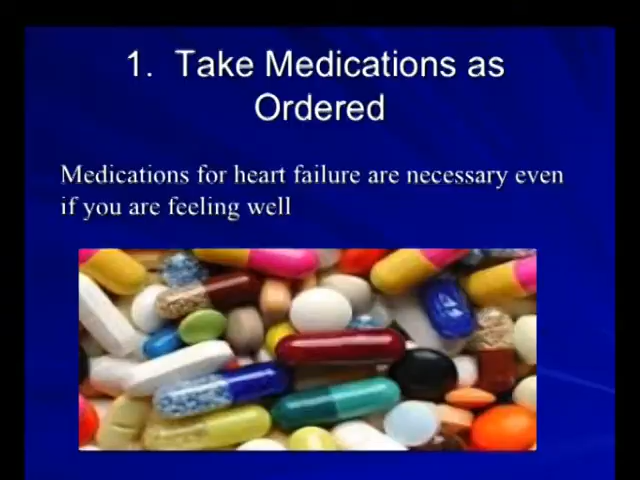 1. Take Medications as
Ordered
Medications for heart failure are necessary even
if you are feeling well